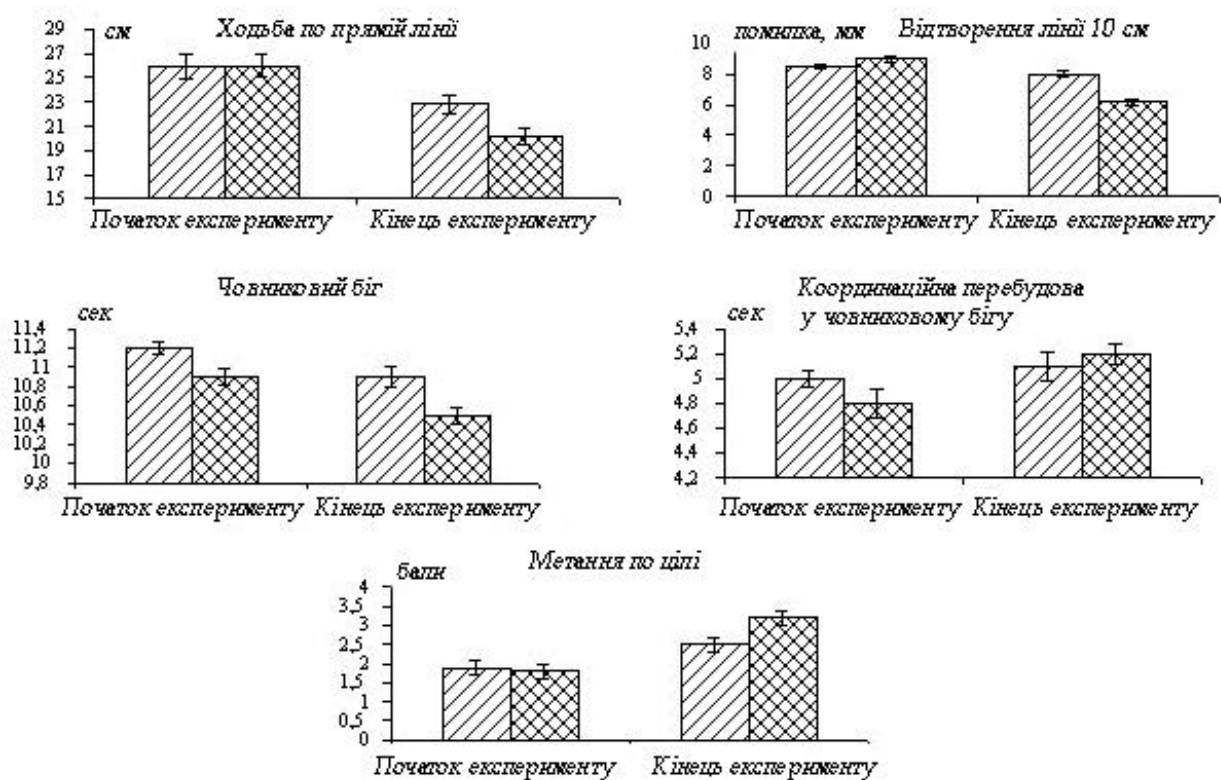 см
Ходьба по прямій лінії
29
27
25
23
21
19
17
15
Початок експерименту
Кінець експерименту
помилка, мм
Відтворення лінії 10 см
10
8
6
4
2
0
Початок експерименту
Кінець експерименту
Човниковий біг
сек
11,4
11,2
11
10,8
10,6
10,4
10,2
10
9,8
Початок експерименту
Кінець експерименту
Координаційна перебудова
у човниковому бігу
сек
5,4
5,2
5
4,8
4,6
4,4
4,2
Початок експерименту
Кінець експерименту
Метання по цілі
бали
4
3,5
3
2,5
2
1,5
1
0,5
0
Початок експерименту
Кінець експерименту